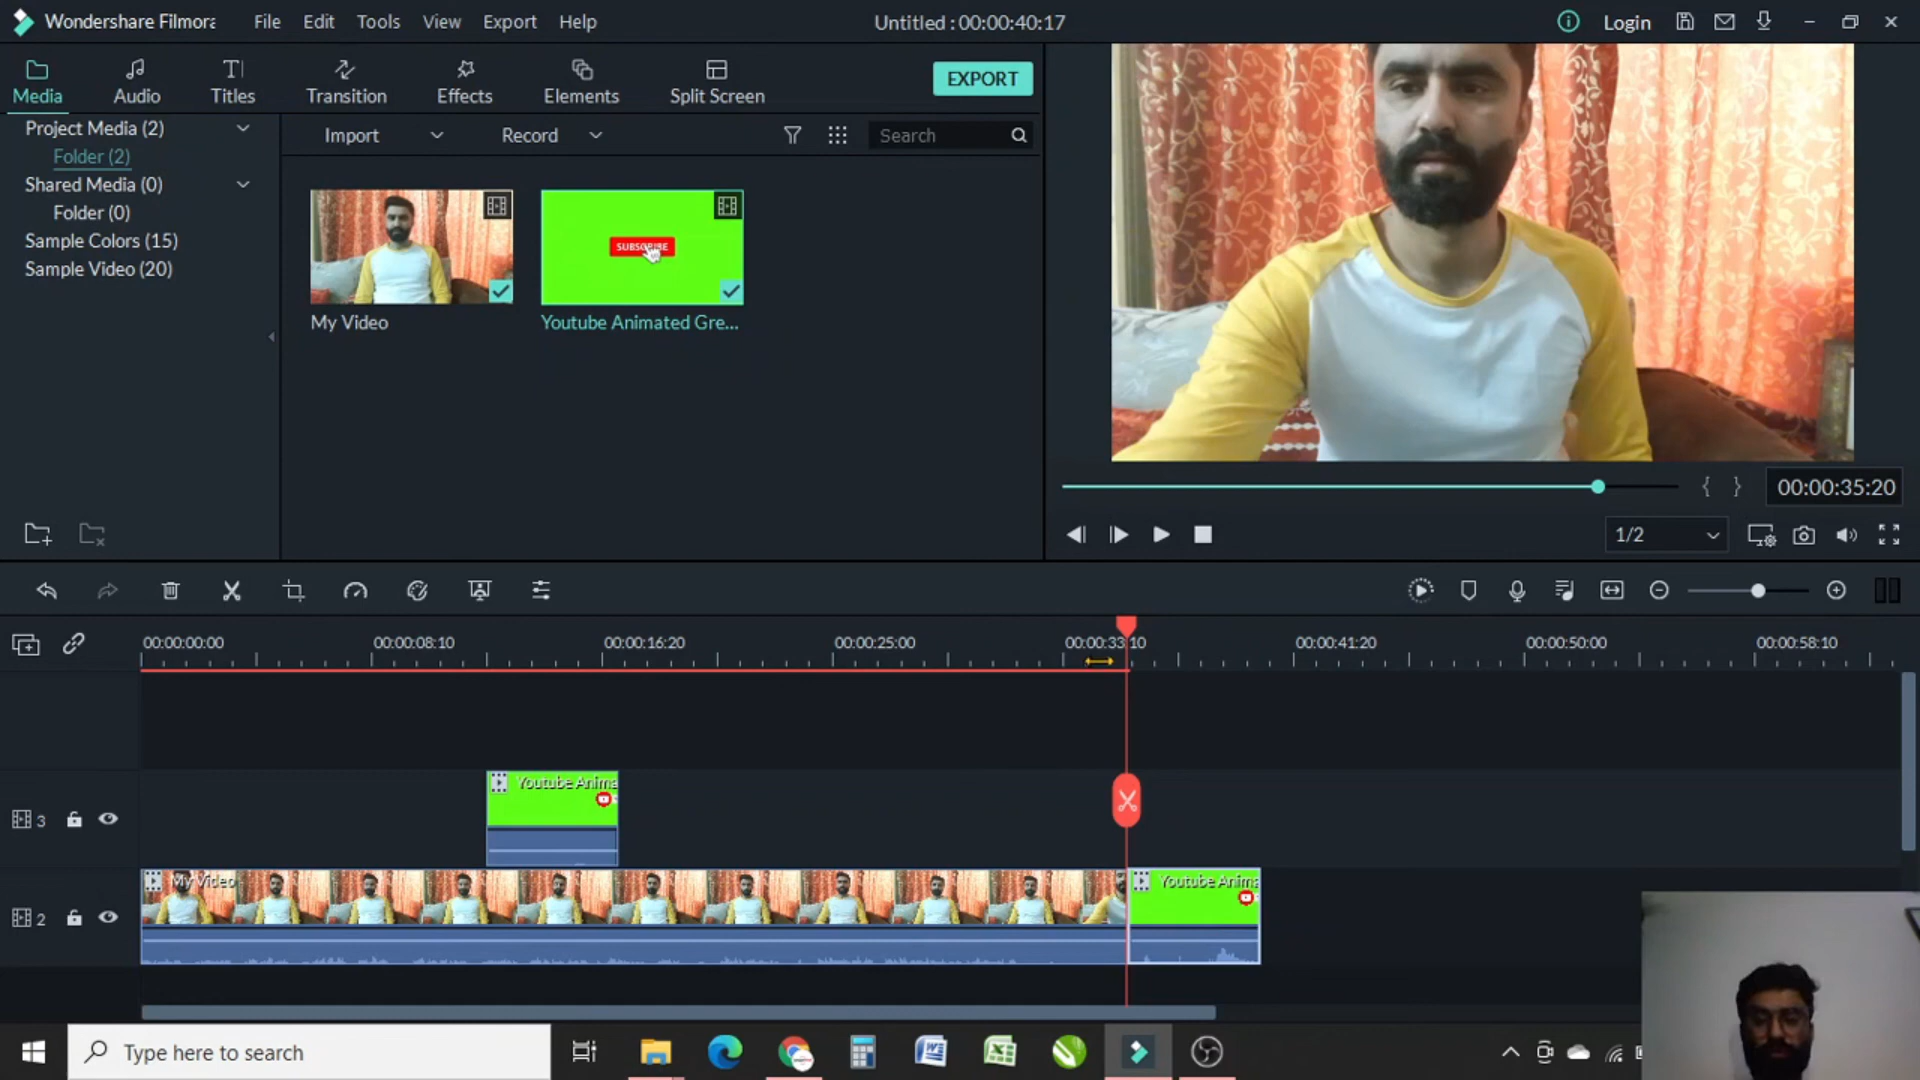 Wondershare Filmora File Edit Tools View Export Help Untitled : 00:00:40:17 Login
Media Audio Titles Transition Effects Elements Split Screen EXPORT
Project Media (2) Import Record Search
Folder (2)
Shared Media (0)
Folder (0)
Sample Colors (15)
Sample Video (20)
SUBSCRIBE
My Video Youtube Animated Gre...
00:00:35:20
1/2
00:00:00:00 00:00:08:10 00:00:16:20 00:00:25:00 00:00:33:10 00:00:41:20 00:00:50:00 00:00:58:10
Youtube Anima
3
My Video Youtube Anima
2
Type here to search